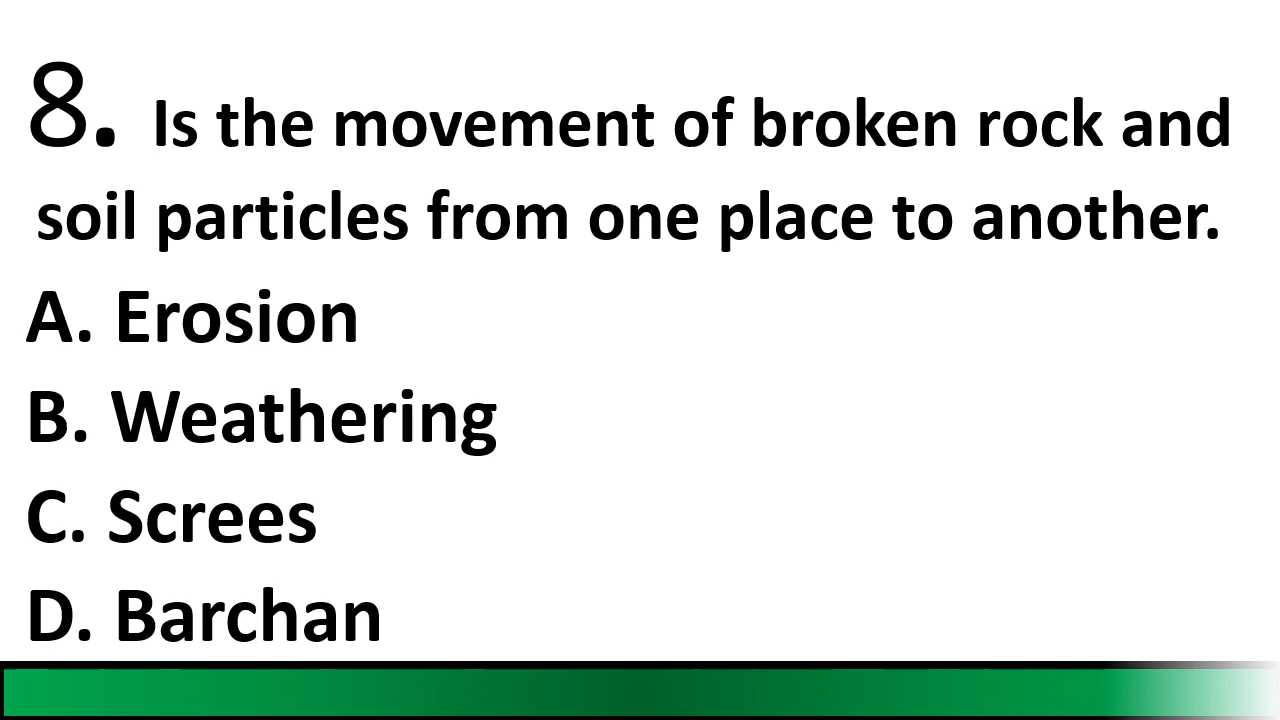 8. Is the movement of broken rock and
soil particles from one place to another.
A. Erosion
B. Weathering
C. Screes
D. Barchan